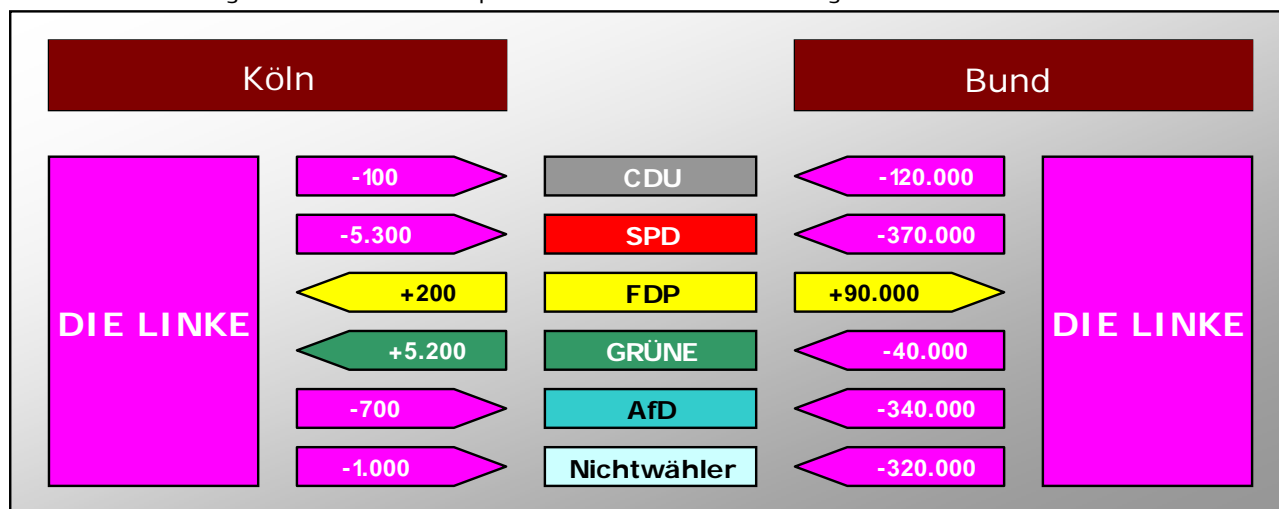 Köln Bund
-100 CDU -120.000
-5.300 SPD -370.000
+200 FDP +90.000
DIE LINKE DIE LINKE
+5.200 GRÜNE -40.000
-700 AfD -340.000
-1.000 Nichtwähler -320.000